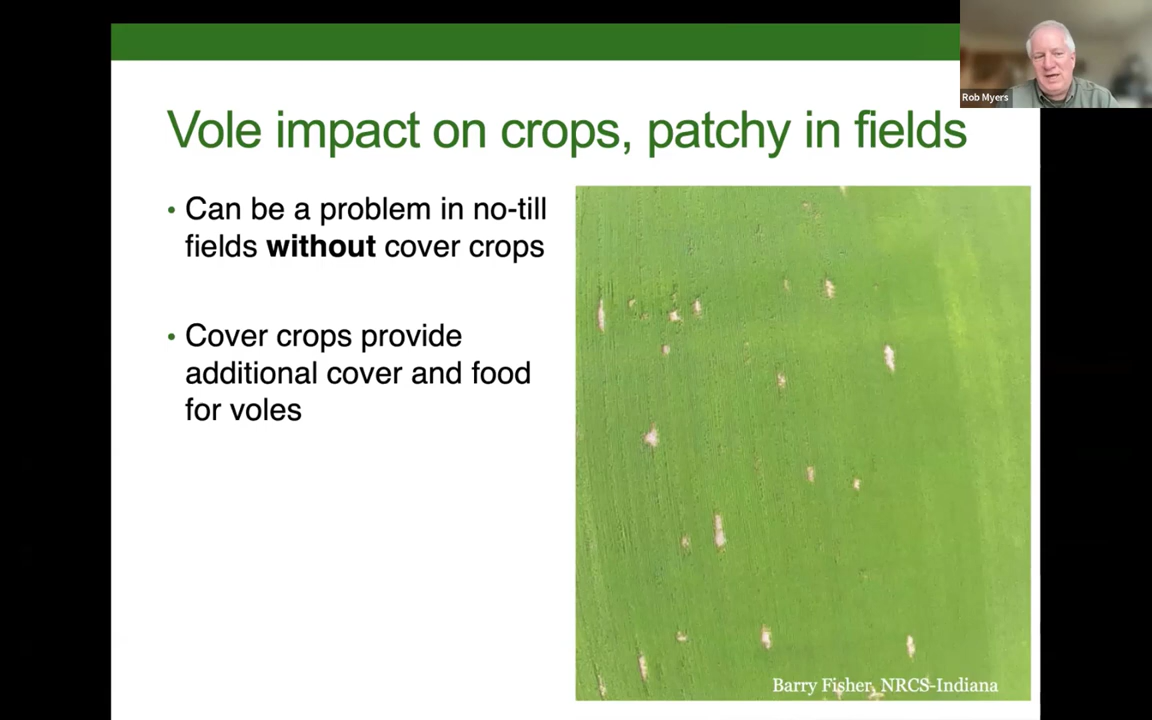 Rob Myers
Vole impact on crops, patchy in fields
• Can be a problem in no-till
fields without cover crops
• Cover crops provide
additional cover and food
for voles
Barry Fisher, NRCS-Indiana